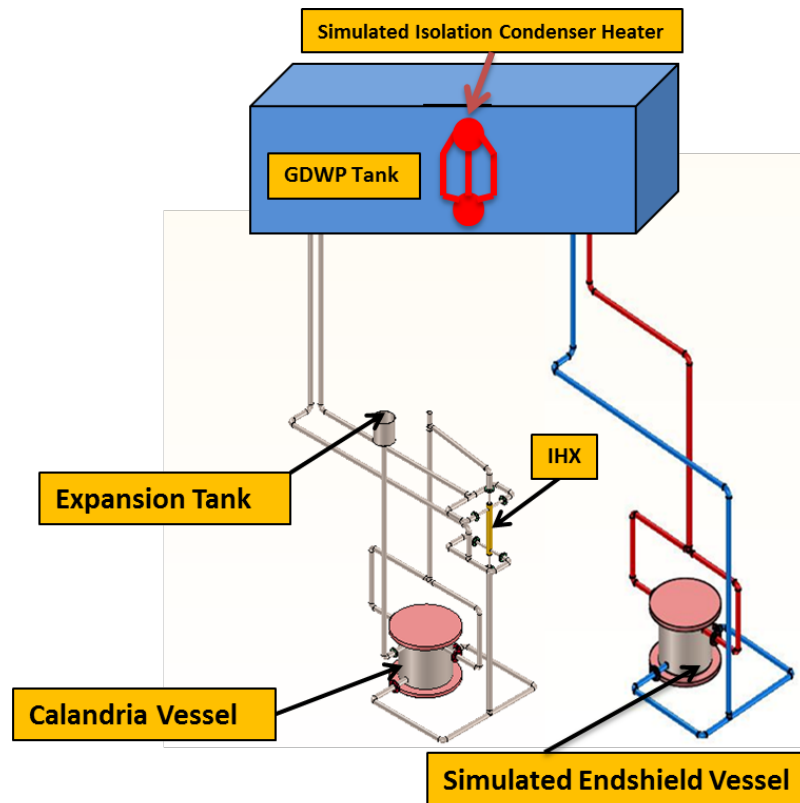 Simulated Isolation Condenser Heater
GDWP Tank
IHX
Expansion Tank
Calandria Vessel
Simulated Endshield Vessel